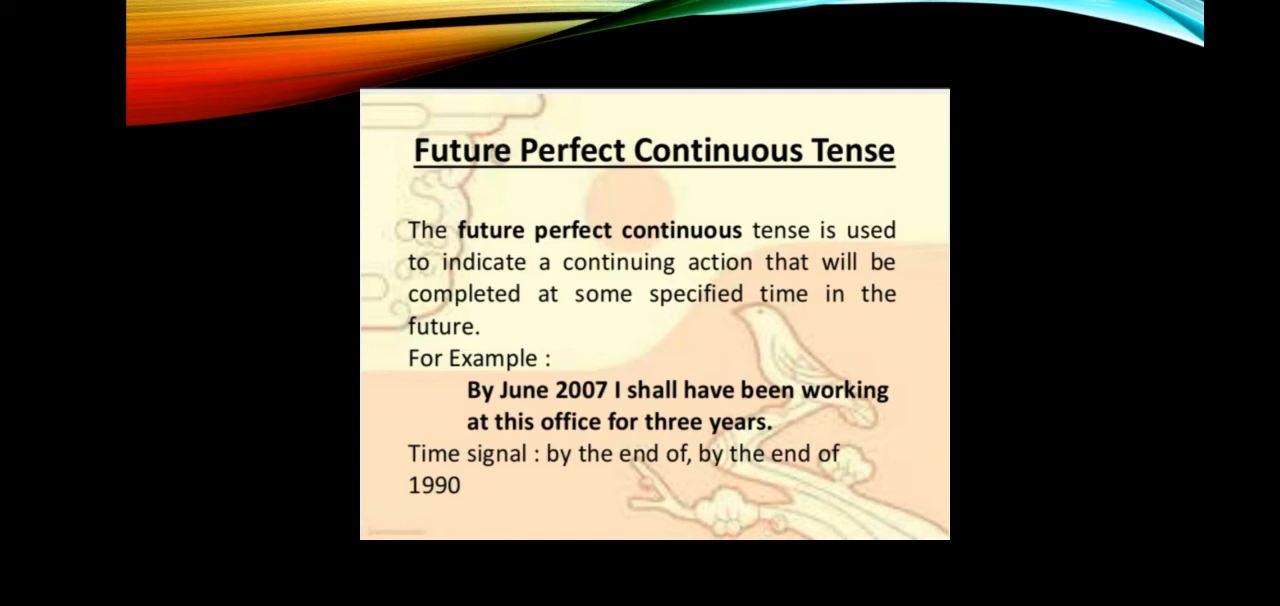 Future Perfect Continuous Tense
The future perfect continuous tense is used
to indicate a continuing action that will be
completed at some specified time in the
future.
For Example :
By June 2007 I shall have been working
at this office for three years.
Time signal : by the end of, by the end of
1990